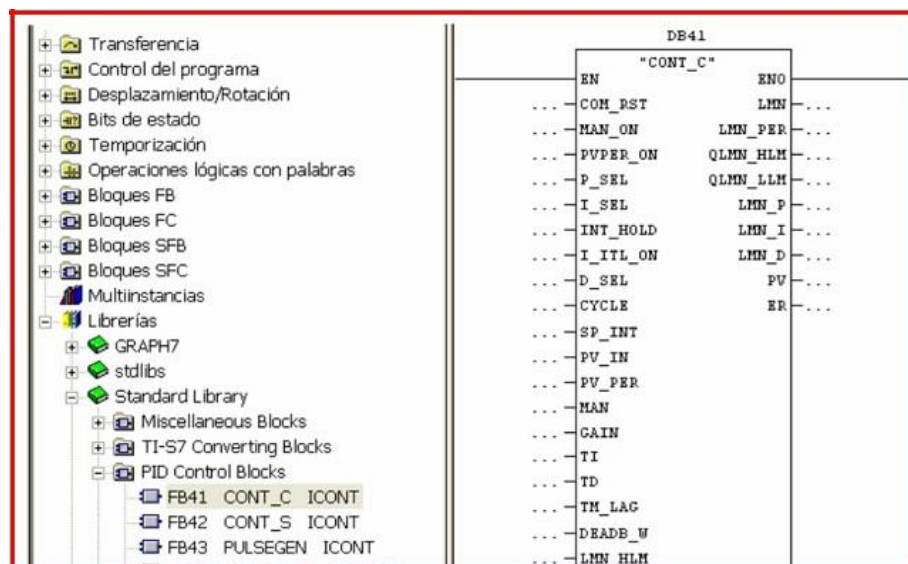 Transferencia
Control del programa
Desplazamiento/Rotación
Bits de estado
Temporización
Operaciones lógicas con palabras
Bloques FB
Bloques FC
Bloques SFB
Bloques SFC
Multiinstancias
Librerías
GRAPH7
stdlibs
Standard Library
Miscellaneous Blocks
TI-S7 Converting Blocks
PID Control Blocks
FB41 CONT_C ICONT
FB42 CONT_S ICONT
FB43 PULSEGEN ICONT
DB41
"CONT_C"
EN ENO
... COM_RST LMN ...
... MAN_ON LMN_PER ...
... PVPER_ON QLMN_HLM ...
... P_SEL QLMN_LLM ...
... I_SEL LMN_P ...
... INT_HOLD LMN_I ...
... I_ITL_ON LMN_D ...
... D_SEL PV ...
... CYCLE ER ...
... SP_INT
... PV_IN
... PV_PER
... MAN
... GAIN
... TI
... TD
... TM_LAG
... DEADB_W
... LMN_HLM